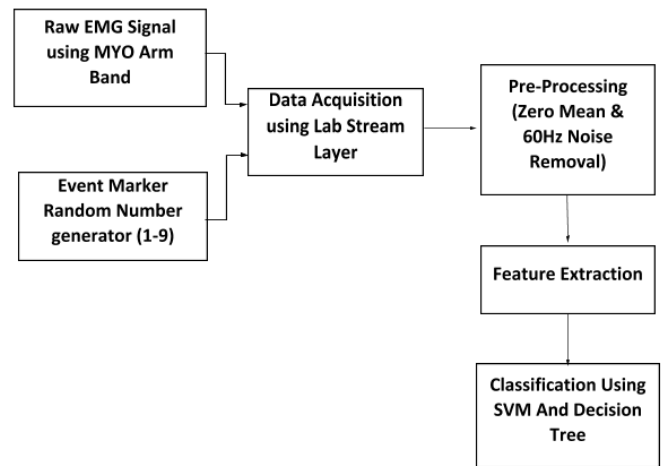 Raw EMG Signal
using MYO Arm
Band
Event Marker
Random Number
generator (1-9)
Data Acquisition
using Lab Stream
Layer
Pre-Processing
(Zero Mean &
60Hz Noise
Removal)
Feature Extraction
Classification Using
SVM And Decision
Tree